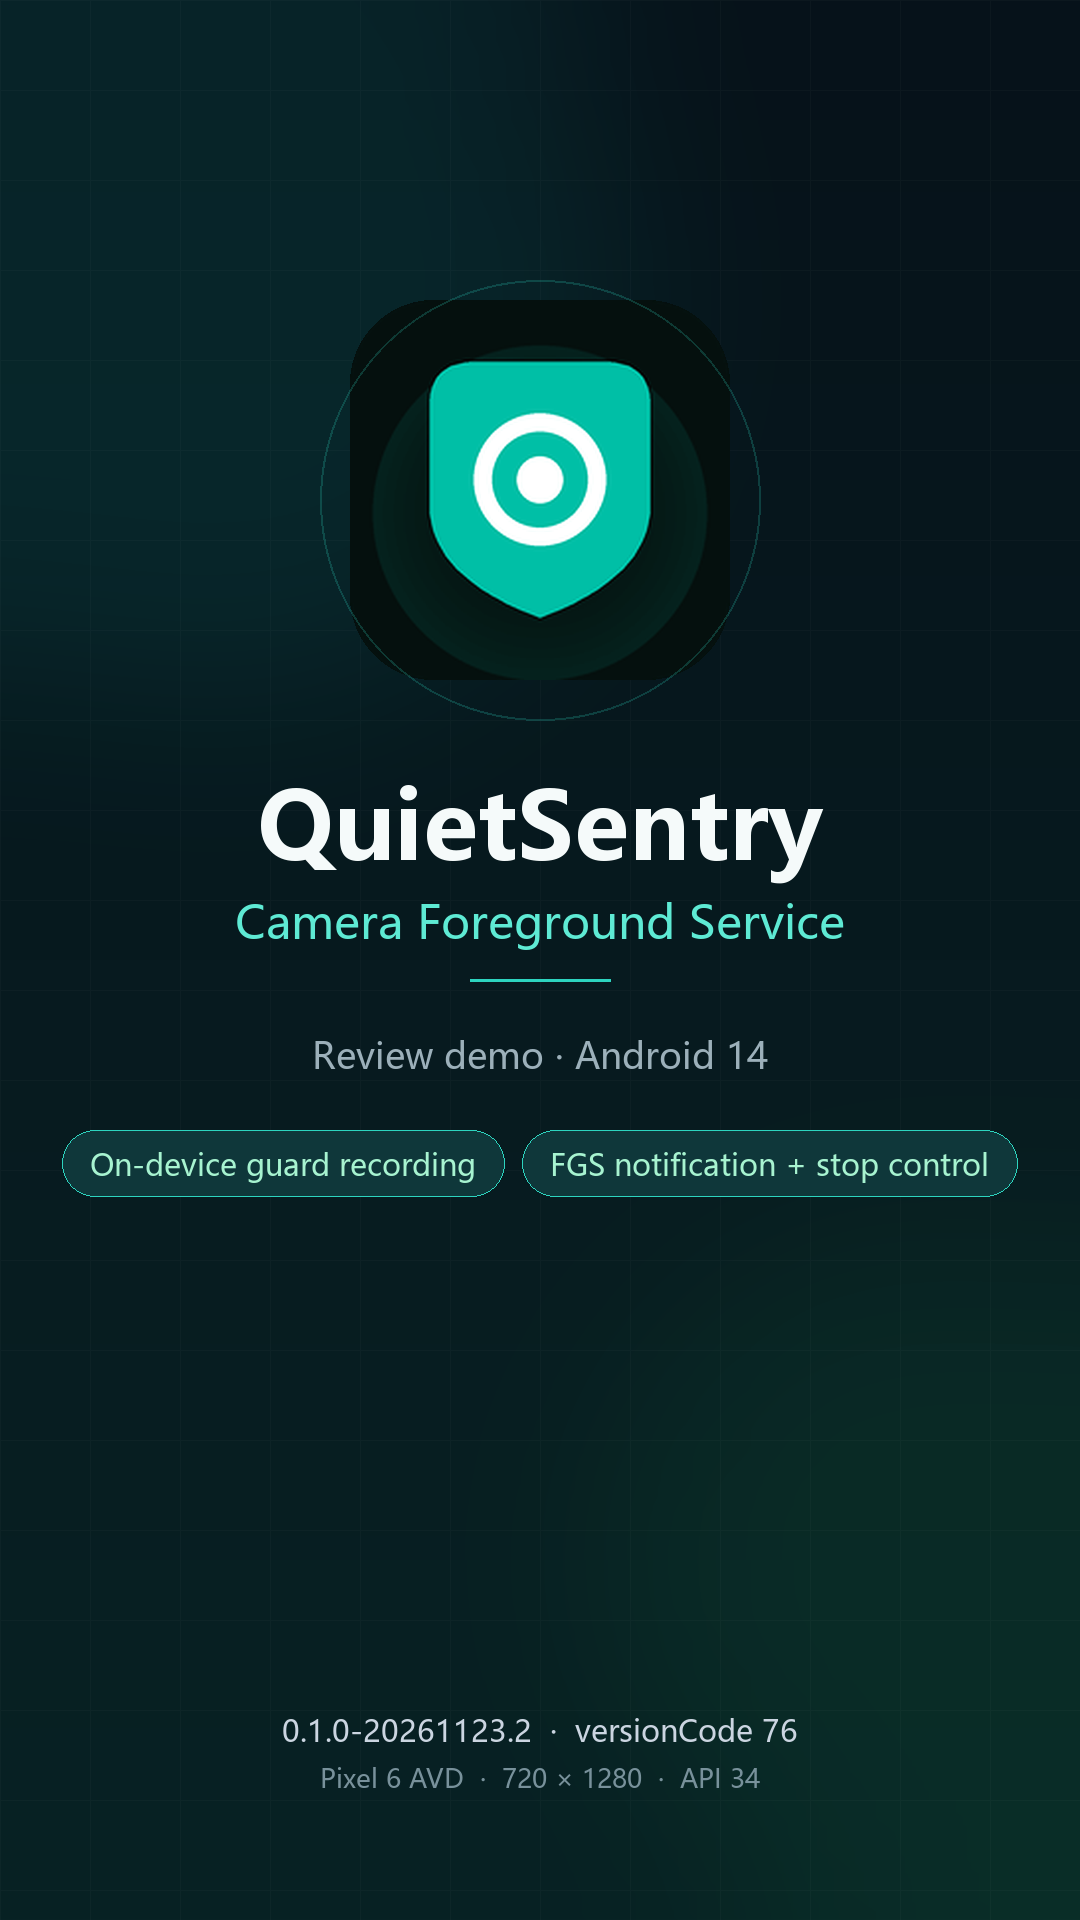 QuietSentry
Camera Foreground Service
Review demo · Android 14
On-device guard recording
FGS notification + stop control
0.1.0-20261123.2 · versionCode 76
Pixel 6 AVD · 720 × 1280 · API 34